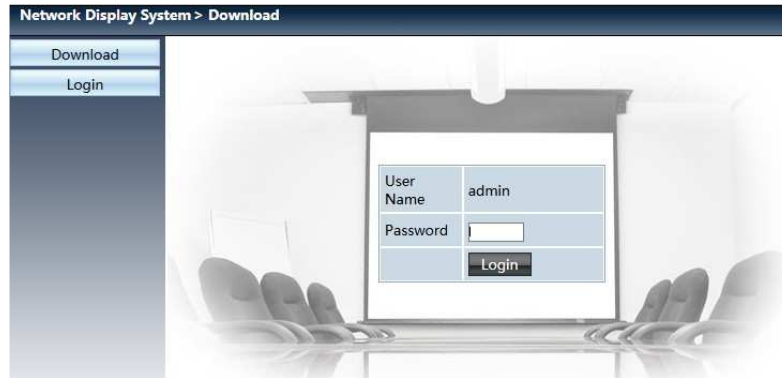 Network Display System > Download
Download
Login
User
Name
admin
Password
Login